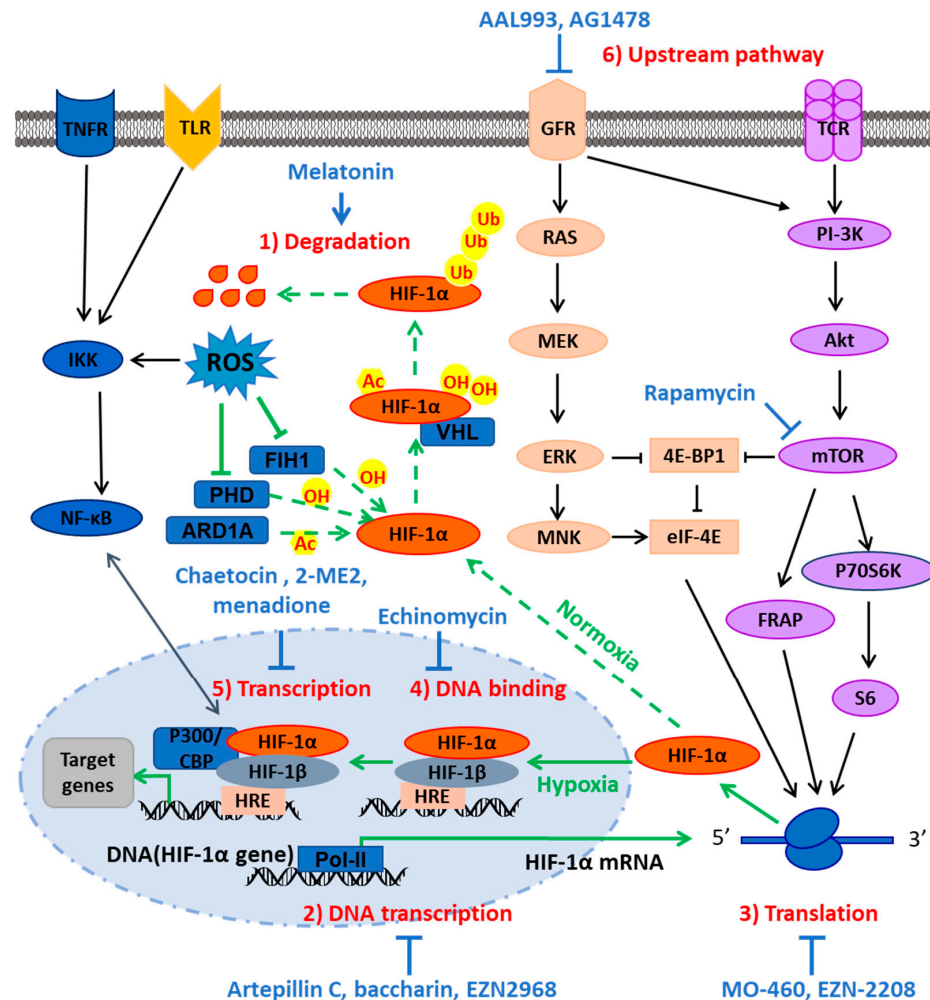 AAL993, AG1478
6) Upstream pathway
TNFR
TLR
GFR
TCR
Melatonin
1) Degradation
Ub
Ub
Ub
HIF-1α
RAS
PI-3K
IKK
ROS
MEK
Akt
Ac
OH
OH
HIF-1α
VHL
Rapamycin
FIH1
OH
ERK
4E-BP1
mTOR
PHD
OH
NF-κB
ARD1A
Ac
HIF-1α
MNK
eIF-4E
P70S6K
Chaetocin , 2-ME2,
menadione
Echinomycin
Normoxia
FRAP
5) Transcription
4) DNA binding
S6
P300/
CBP
HIF-1α
HIF-1β
HRE
HIF-1α
HIF-1β
HRE
Hypoxia
HIF-1α
Target
genes
DNA(HIF-1α gene)
Pol-II
HIF-1α mRNA
5’
3’
2) DNA transcription
3) Translation
Artepillin C, baccharin, EZN2968
MO-460, EZN-2208